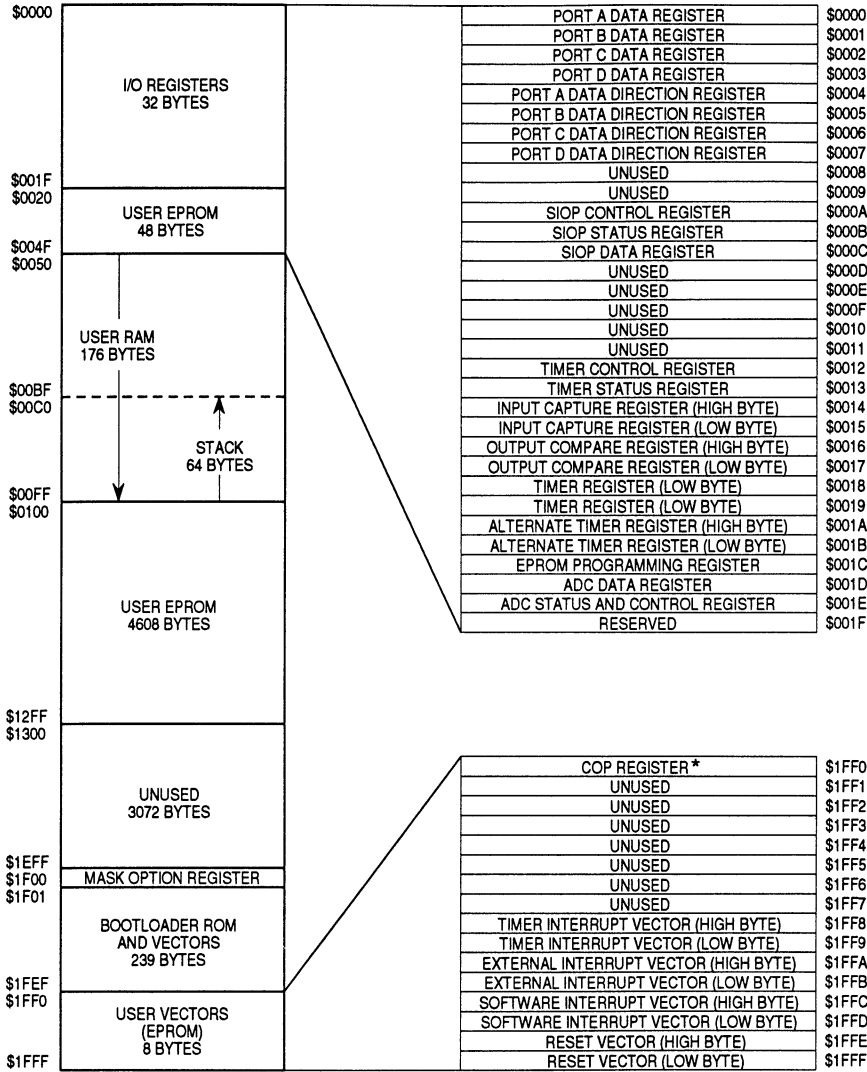 $0000
I/O REGISTERS
32 BYTES
$001F
$0020
USER EPROM
48 BYTES
$004F
$0050
USER RAM
176 BYTES
$00BF
$00C0
STACK
64 BYTES
$00FF
$0100
USER EPROM
4608 BYTES
$12FF
$1300
UNUSED
3072 BYTES
$1EFF
$1F00
MASK OPTION REGISTER
$1F01
BOOTLOADER ROM
AND VECTORS
239 BYTES
$1FEF
$1FF0
USER VECTORS
(EPROM)
8 BYTES
$1FFF
PORT A DATA REGISTER $0000
PORT B DATA REGISTER $0001
PORT C DATA REGISTER $0002
PORT D DATA REGISTER $0003
PORT A DATA DIRECTION REGISTER $0004
PORT B DATA DIRECTION REGISTER $0005
PORT C DATA DIRECTION REGISTER $0006
PORT D DATA DIRECTION REGISTER $0007
UNUSED $0008
UNUSED $0009
SIOP CONTROL REGISTER $000A
SIOP STATUS REGISTER $000B
SIOP DATA REGISTER $000C
UNUSED $000D
UNUSED $000E
UNUSED $000F
UNUSED $0010
UNUSED $0011
TIMER CONTROL REGISTER $0012
TIMER STATUS REGISTER $0013
INPUT CAPTURE REGISTER (HIGH BYTE) $0014
INPUT CAPTURE REGISTER (LOW BYTE) $0015
OUTPUT COMPARE REGISTER (HIGH BYTE) $0016
OUTPUT COMPARE REGISTER (LOW BYTE) $0017
TIMER REGISTER (LOW BYTE) $0018
TIMER REGISTER (LOW BYTE) $0019
ALTERNATE TIMER REGISTER (HIGH BYTE) $001A
ALTERNATE TIMER REGISTER (LOW BYTE) $001B
EPROM PROGRAMMING REGISTER $001C
ADC DATA REGISTER $001D
ADC STATUS AND CONTROL REGISTER $001E
RESERVED $001F
COP REGISTER* $1FF0
UNUSED $1FF1
UNUSED $1FF2
UNUSED $1FF3
UNUSED $1FF4
UNUSED $1FF5
UNUSED $1FF6
UNUSED $1FF7
TIMER INTERRUPT VECTOR (HIGH BYTE) $1FF8
TIMER INTERRUPT VECTOR (LOW BYTE) $1FF9
EXTERNAL INTERRUPT VECTOR (HIGH BYTE) $1FFA
EXTERNAL INTERRUPT VECTOR (LOW BYTE) $1FFB
SOFTWARE INTERRUPT VECTOR (HIGH BYTE) $1FFC
SOFTWARE INTERRUPT VECTOR (LOW BYTE) $1FFD
RESET VECTOR (HIGH BYTE) $1FFE
RESET VECTOR (LOW BYTE) $1FFF